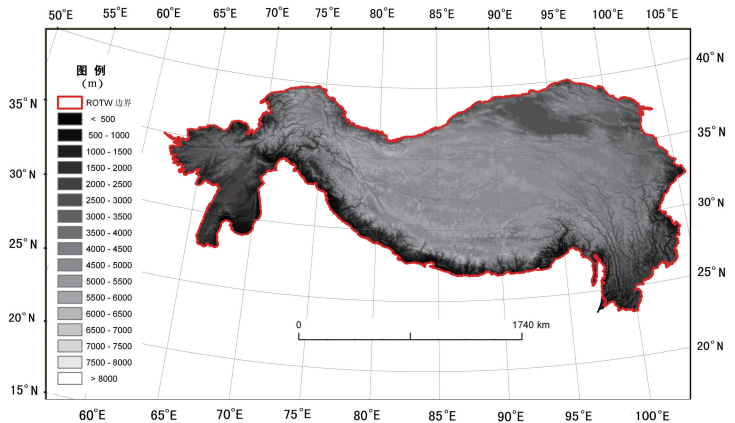 50°E 55°E 60°E 65°E 70°E 75°E 80°E 85°E 90°E 95°E 100°E 105°E
图 例
(m)
ROTW 边界
< 500
500 - 1000
1000 - 1500
1500 - 2000
2000 - 2500
2500 - 3000
3000 - 3500
3500 - 4000
4000 - 4500
4500 - 5000
5000 - 5500
5500 - 6000
6000 - 6500
6500 - 7000
7000 - 7500
7500 - 8000
> 8000
35°N
30°N
25°N
20°N
15°N
40°N
35°N
30°N
25°N
20°N
0 1740 km
60°E 65°E 70°E 75°E 80°E 85°E 90°E 95°E 100°E